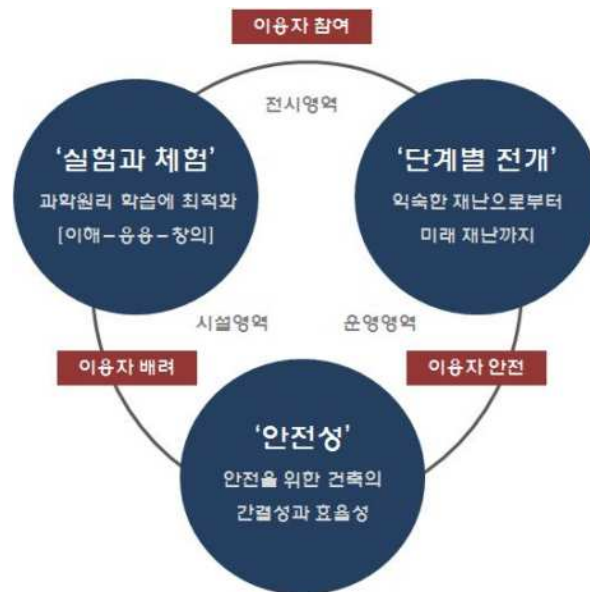 이용자 참여
전시영역
‘실험과 체험’
과학원리 학습에 최적화
[이해–응용–창의]
‘단계별 전개’
익숙한 재난으로부터
미래 재난까지
시설영역
운영영역
이용자 배려
이용자 안전
‘안전성’
안전을 위한 건축의
간결성과 효율성